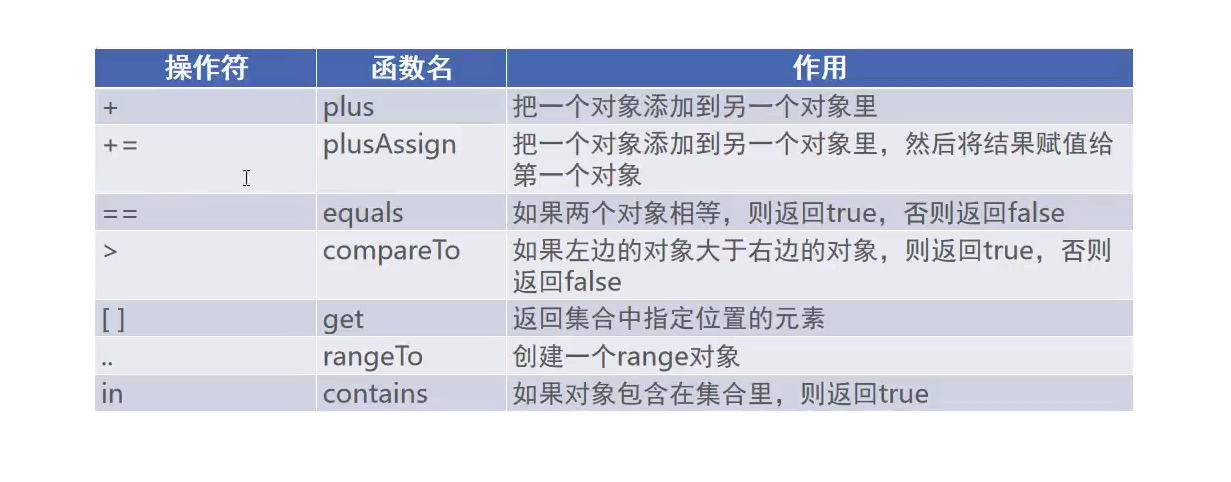 操作符 函数名 作用
+ plus 把一个对象添加到另一个对象里
+= plusAssign 把一个对象添加到另一个对象里，然后将结果赋值给
第一个对象
== equals 如果两个对象相等，则返回true，否则返回false
> compareTo 如果左边的对象大于右边的对象，则返回true，否则
返回false
[ ] get 返回集合中指定位置的元素
.. rangeTo 创建一个range对象
in contains 如果对象包含在集合里，则返回true